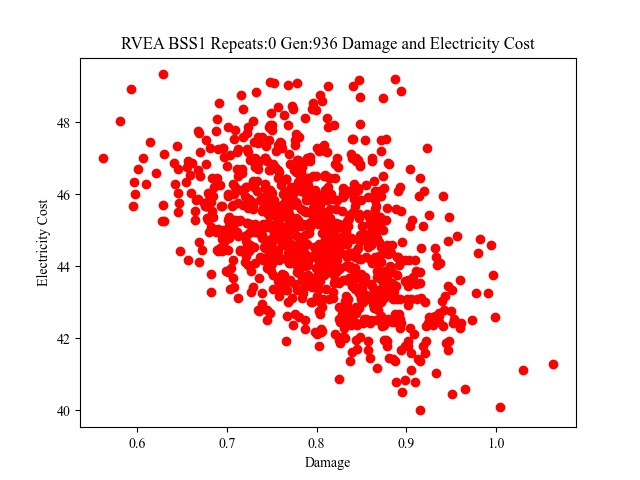 RVEA BSS1 Repeats:0 Gen:936 Damage and Electricity Cost
48
46
44
42
40
Electricity Cost
0.6 0.7 0.8 0.9 1.0
Damage